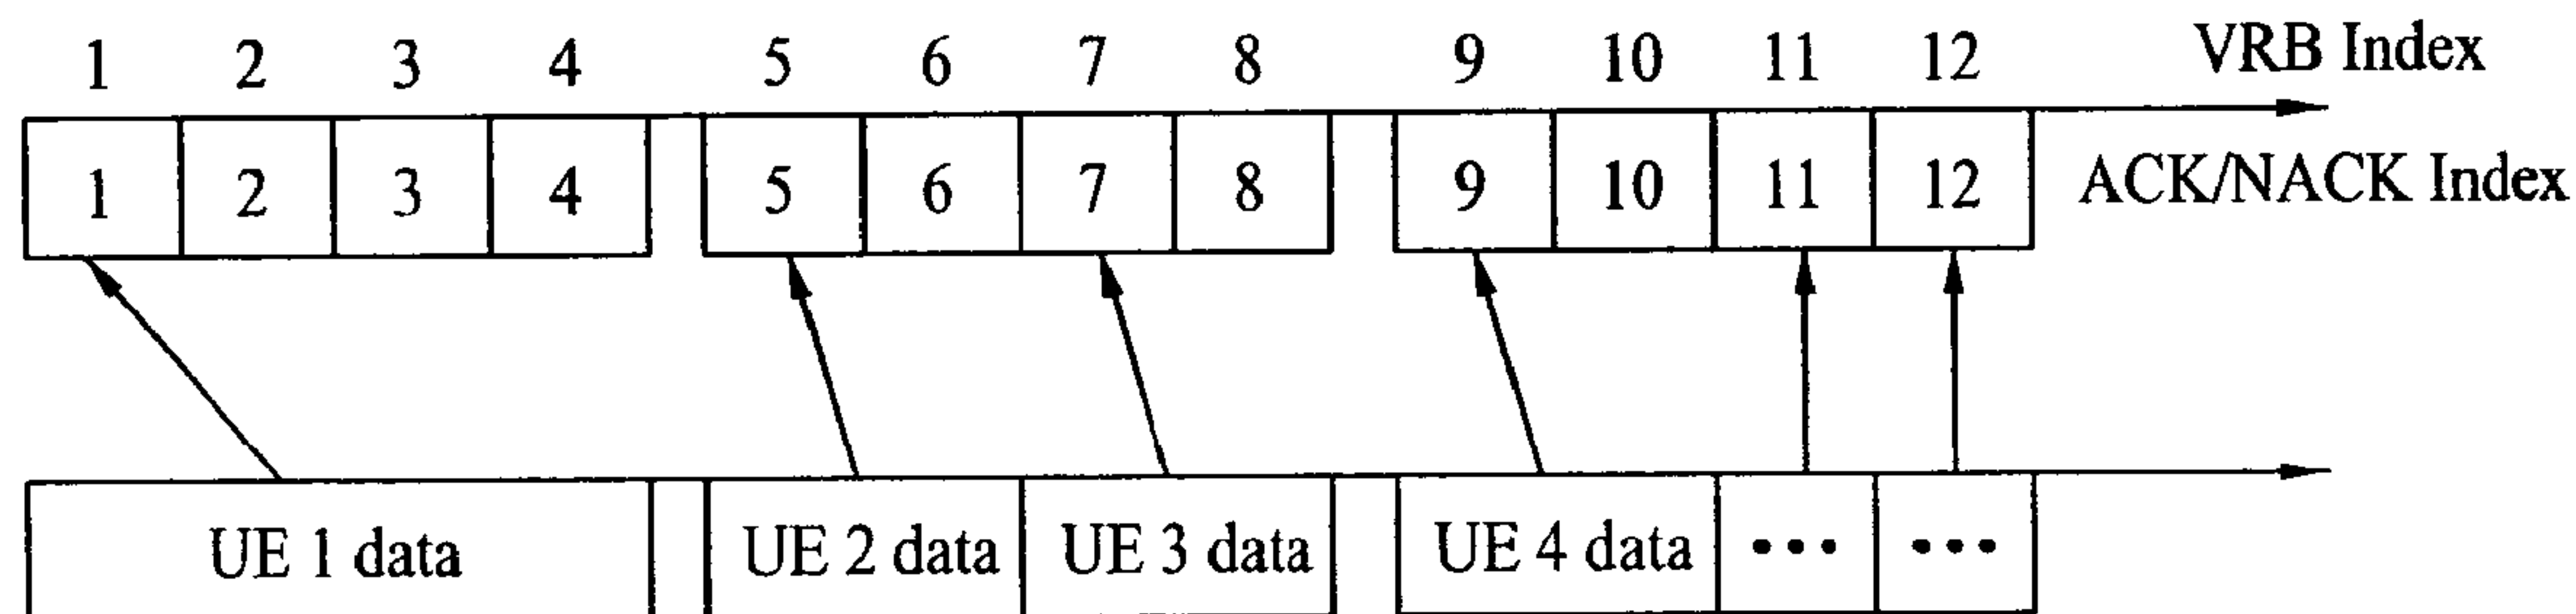 1 2 3 4 5 6 7 8 9 10 11 12 VRB Index
1 2 3 4 5 6 7 8 9 10 11 12 ACK/NACK Index
UE 1 data UE 2 data UE 3 data UE 4 data ••• •••